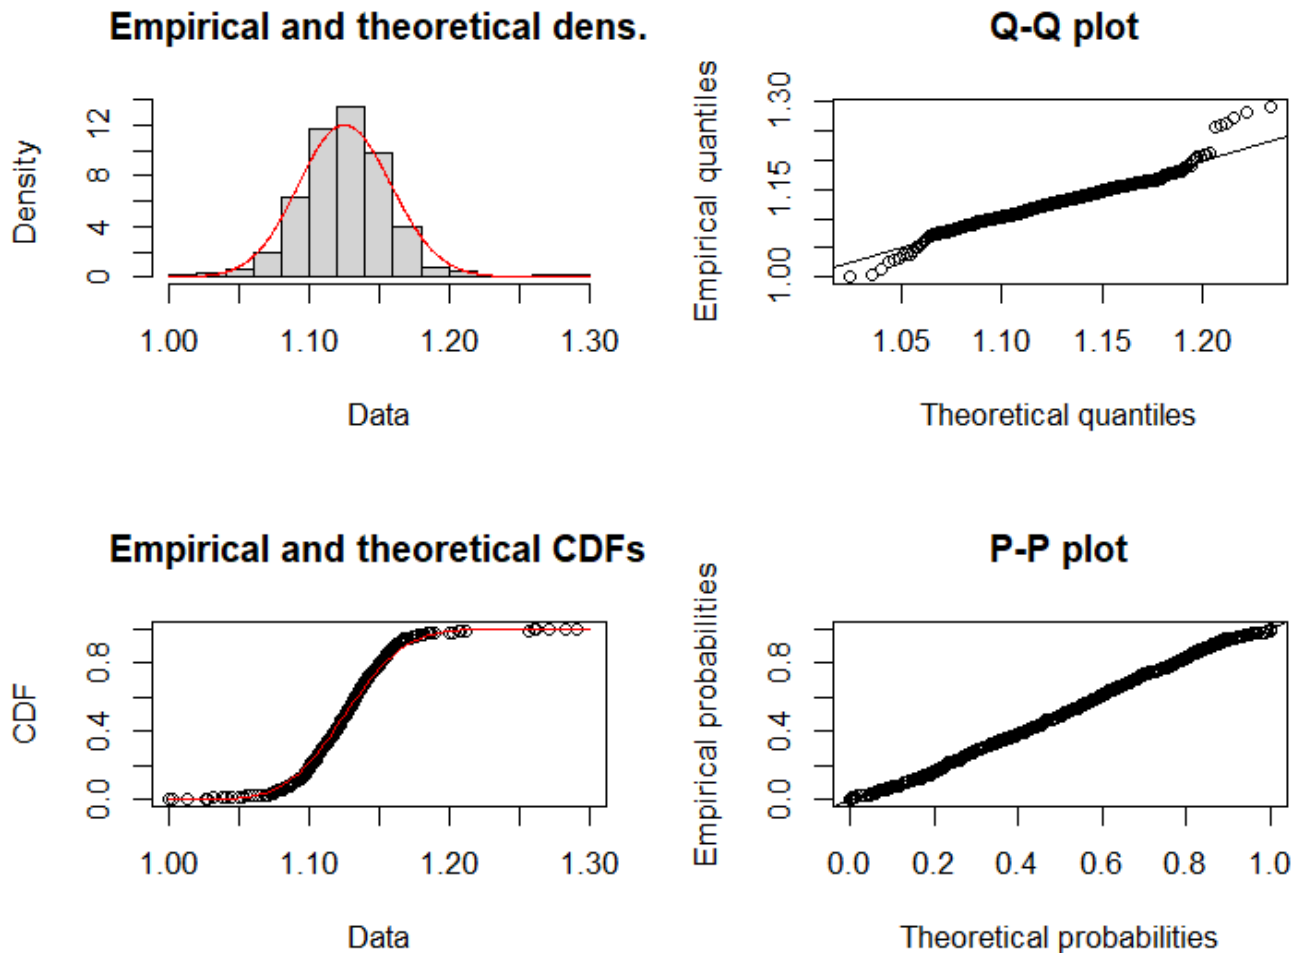 Empirical and theoretical dens.
Density
0 4 8 12
1.00 1.10 1.20 1.30
Data
Q-Q plot
Empirical quantiles
1.00 1.15 1.30
1.05 1.10 1.15 1.20
Theoretical quantiles
Empirical and theoretical CDFs
CDF
0.0 0.4 0.8
1.00 1.10 1.20 1.30
Data
P-P plot
Empirical probabilities
0.0 0.4 0.8
0.0 0.2 0.4 0.6 0.8 1.0
Theoretical probabilities